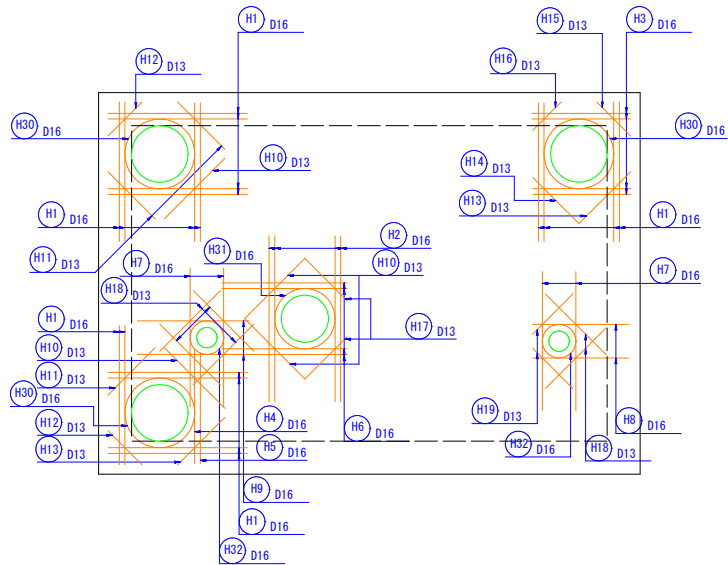 H1 D16
H15 D13
H3 D16
H12 D13
H16 D13
H30 D16
H30 D16
H10 D13
H14 D13
H13 D13
H1 D16
H1 D16
H2 D16
H31 D16
H11 D13
H7 D16
H10 D13
H7 D16
H18 D13
H1 D16
H17 D13
H10 D13
H11 D13
H30 D16
H19 D13
H12 D13
H4 D16
H6 D16
H8 D16
H13 D13
H5 D16
H32 D16
H18 D13
H9 D16
H1 D16
H32 D16